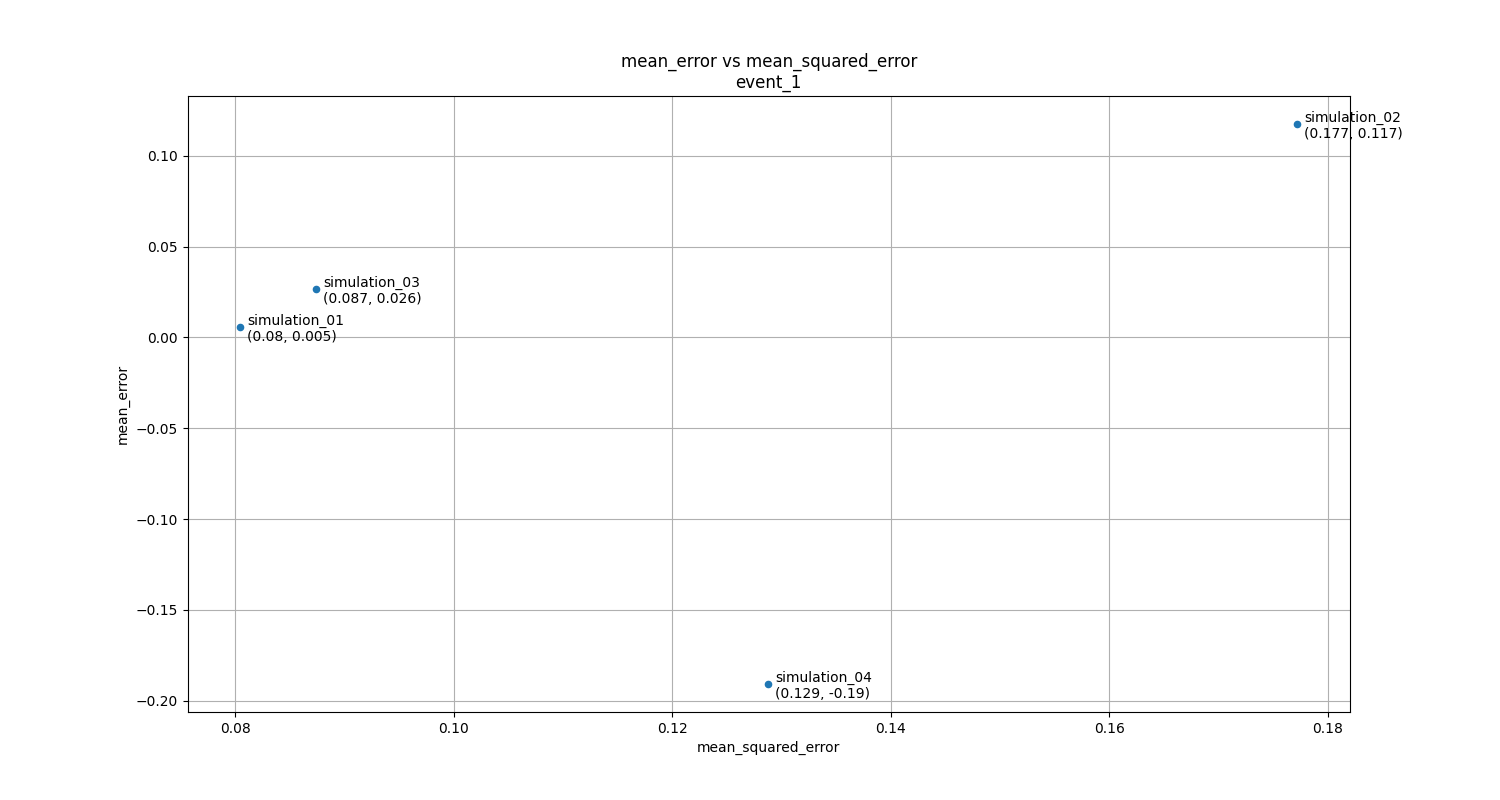 mean_error vs mean_squared_error
event_1
simulation_02
(0.177, 0.117)
0.10
0.05
simulation_03
(0.087, 0.026)
simulation_01
(0.08, 0.005)
0.00
mean_error
−0.05
−0.10
−0.15
simulation_04
(0.129, -0.19)
−0.20
0.08 0.10 0.12 0.14 0.16 0.18
mean_squared_error